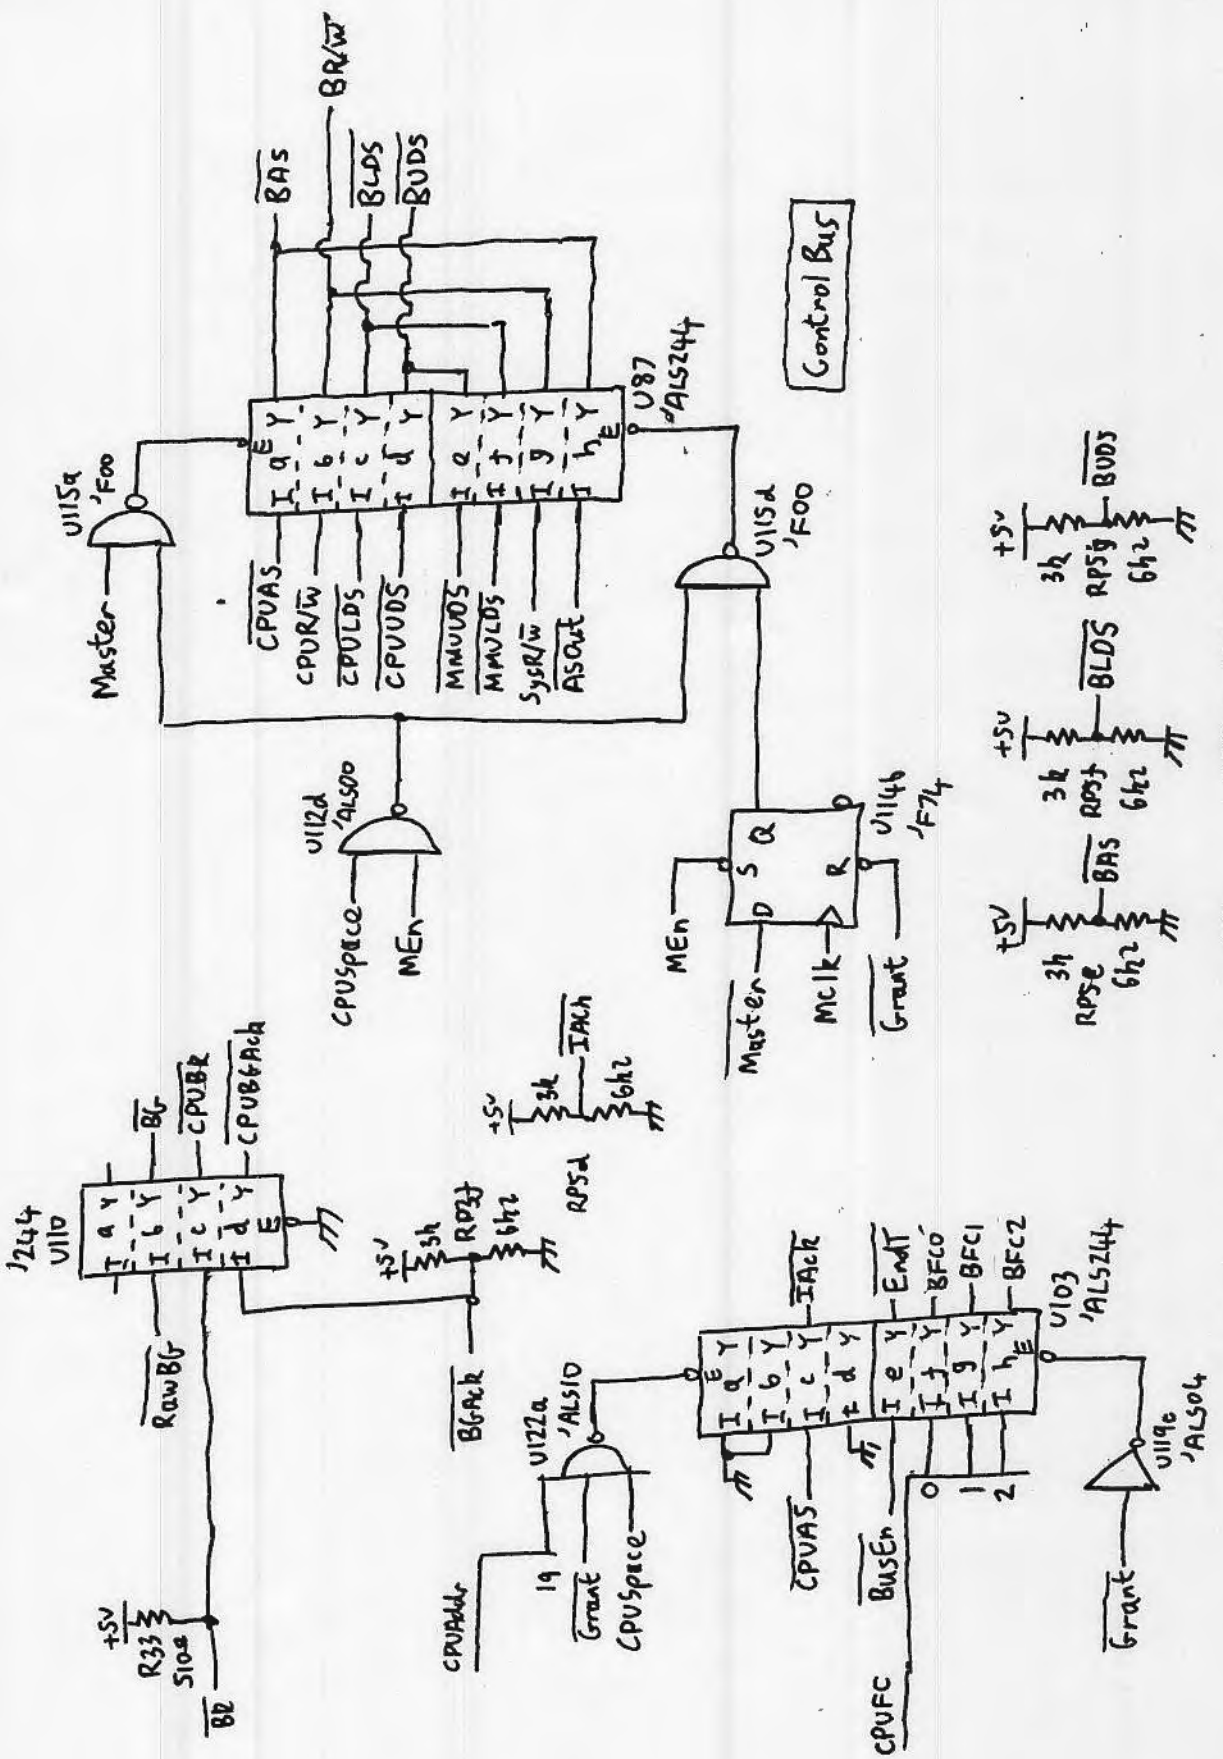 +5v
R33
510Ω
BR
RawBG
'244
U110
I a Y
I b Y
I c Y
I d Y
E
BG
CPUBR
CPUBGAck
BGAck
+5v
3k
RP3f
6k2
RP5d
+5v
3k
6k2
IAck
CPUAddr
19
Grant
CPUSpace
U122a
'ALS10
CPUAS
BusEn
CPUFC
0
1
2
E
I a Y
I b Y
I c Y
I d Y
I e Y
I f Y
I g Y
I h Y
E
IAck
EndT
BFC0
BFC1
BFC2
U103
'ALS244
Grant
U119c
'ALS04
Master
U115a
'F00
CPUSpace
MEn
U112d
'ALS00
CPUAS
CPUR/W
CPULDS
CPUUDS
MMUUDS
MMULDS
SysR/W
ASOut
E
I a Y
I b Y
I c Y
I d Y
I e Y
I f Y
I g Y
I h Y
E
U87
'ALS244
BAS
BR/W
BLDS
BUDS
MEn
Master
MClk
Grant
D
S
Q
R
U114b
'F74
U115d
'F00
Control Bus
+5v
3k
RP5e
6k2
BAS
+5v
3k
RP5f
6k2
BLDS
+5v
3k
RP5g
6k2
BUDS